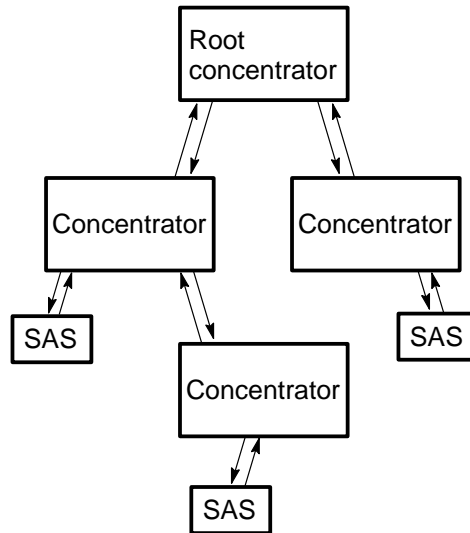 Root
concentrator
Concentrator
Concentrator
SAS
SAS
Concentrator
SAS